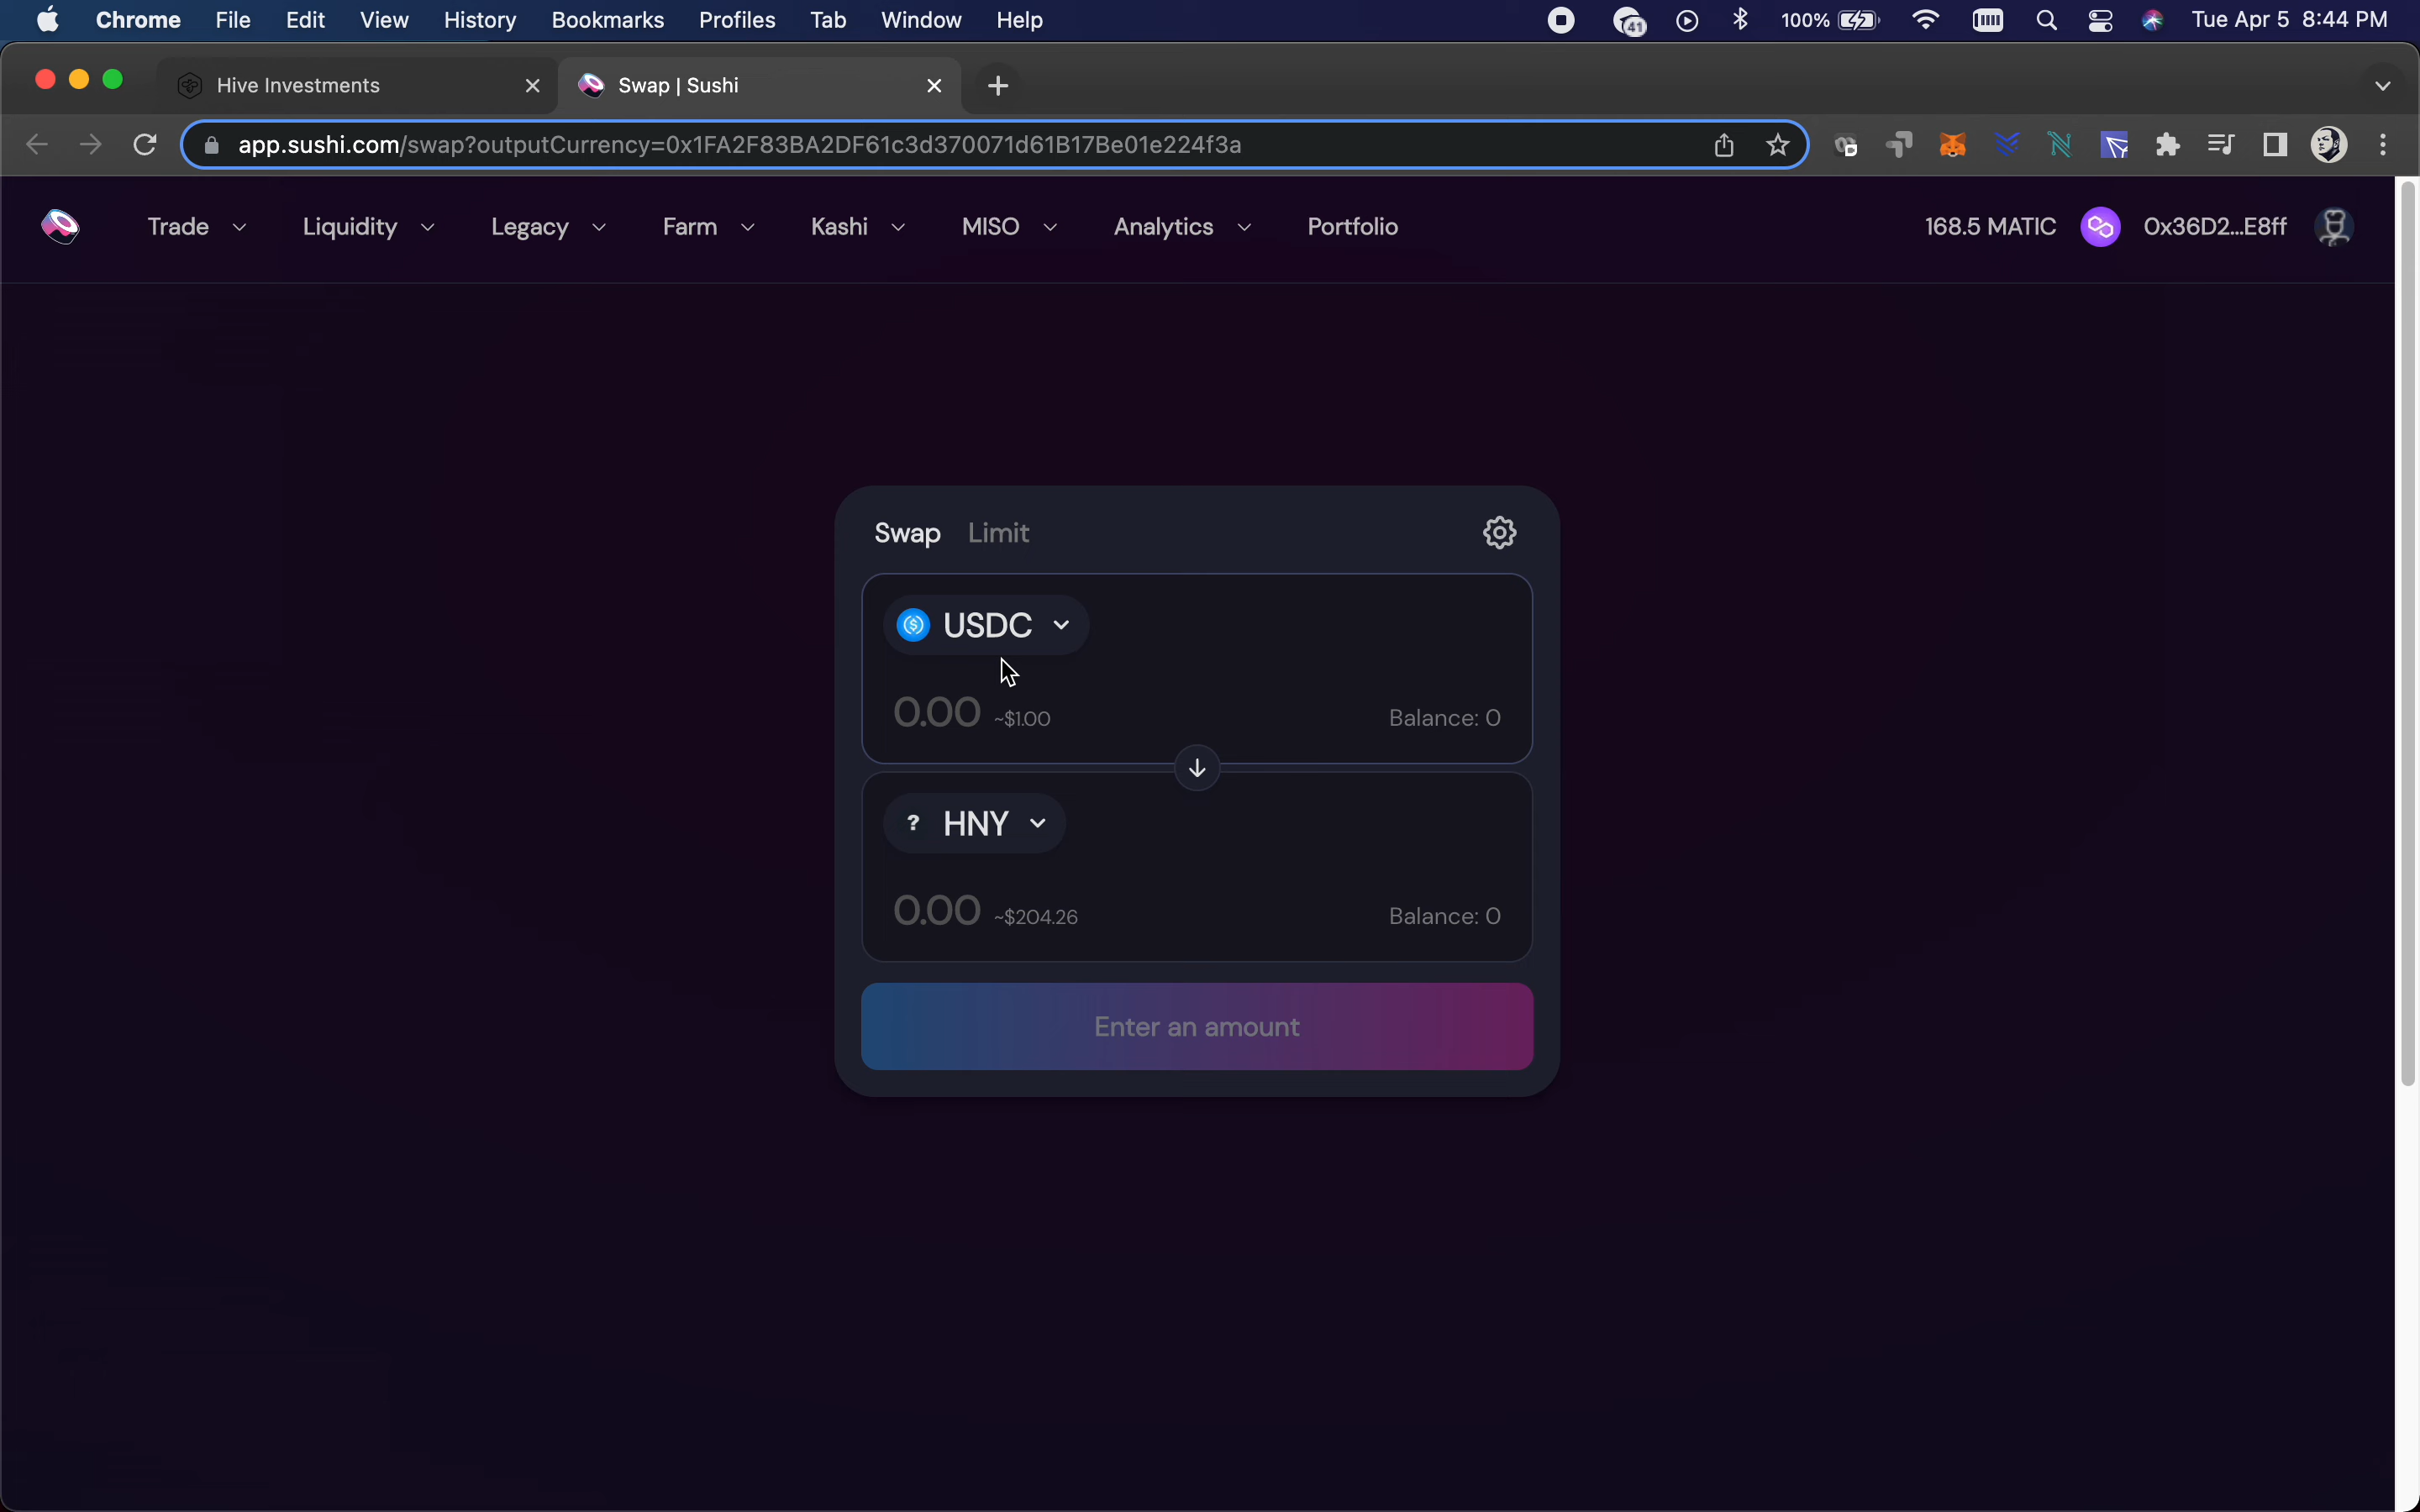 Chrome File Edit View History Bookmarks Profiles Tab Window Help 41 100% Tue Apr 5 8:44 PM
Hive Investments Swap | Sushi
app.sushi.com/swap?outputCurrency=0x1FA2F83BA2DF61c3d370071d61B17Be01e224f3a
Trade Liquidity Legacy Farm Kashi MISO Analytics Portfolio 168.5 MATIC 0x36D2...E8ff
Swap Limit
USDC
0.00 ~$1.00 Balance: 0
? HNY
0.00 ~$204.26 Balance: 0
Enter an amount